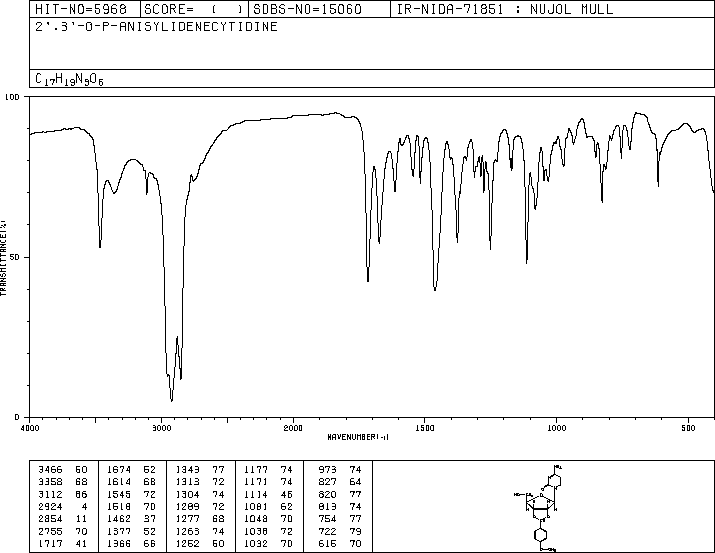 HIT-NO=5968 SCORE= ( ) SDBS-NO=15060 IR-NIDA-71851 : NUJOL MULL
2',3'-O-P-ANISYLIDENECYTIDINE
C17H19N3O6
100
50
0
TRANSMITTANCE(%)
4000 3000 2000 1500 1000 500
WAVENUMBER(-1)
3466 60 1674 52 1343 77 1177 74 973 74
3358 68 1614 68 1313 72 1171 74 827 64
3112 86 1545 72 1304 74 1114 46 820 77
2924 4 1518 70 1289 72 1081 62 813 74
2854 11 1462 37 1277 68 1048 70 754 77
2755 70 1377 52 1263 74 1038 72 722 79
1717 41 1366 66 1252 50 1032 70 615 70